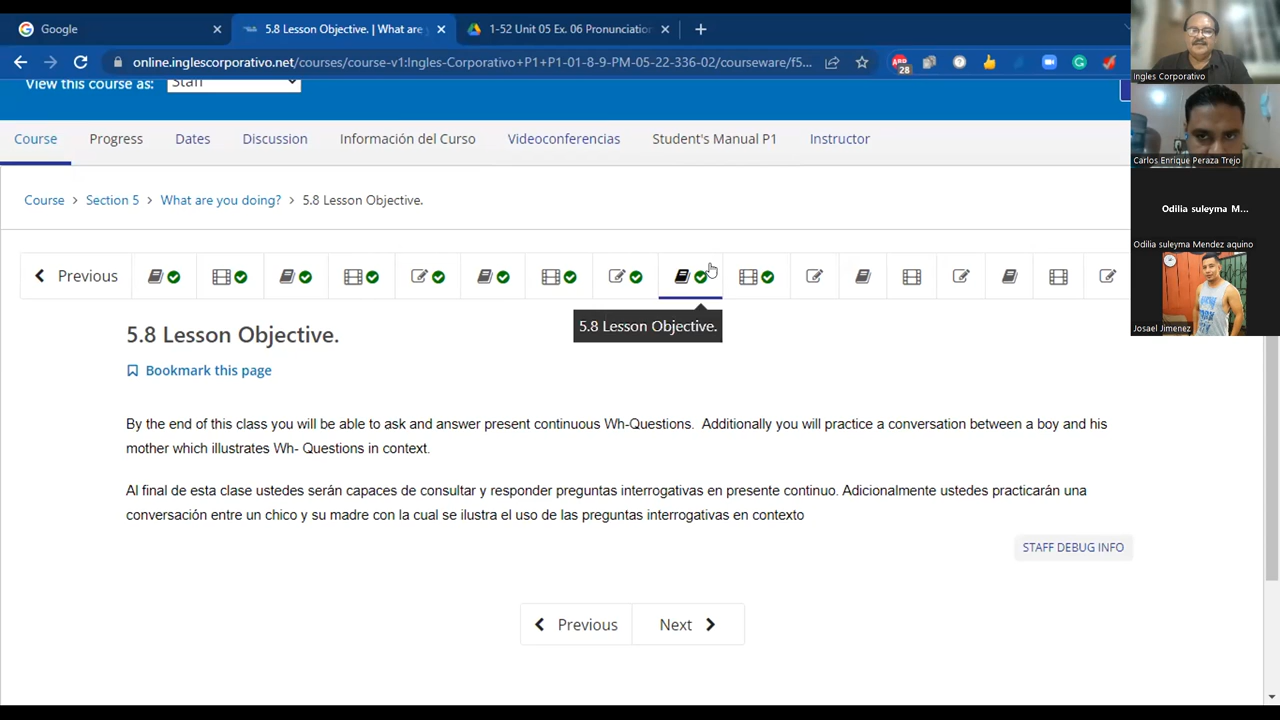 Google
5.8 Lesson Objective. | What are
1-52 Unit 05 Ex. 06 Pronunciation
online.inglescorporativo.net/courses/course-v1:Ingles-Corporativo+P1+P1-01-8-9-PM-05-22-336-02/courseware/f5...
ABP
28
View this course as:
Staff
Course
Progress
Dates
Discussion
Información del Curso
Videoconferencias
Student's Manual P1
Instructor
Course > Section 5 > What are you doing? > 5.8 Lesson Objective.
Previous
5.8 Lesson Objective.
5.8 Lesson Objective.
Bookmark this page
By the end of this class you will be able to ask and answer present continuous Wh-Questions. Additionally you will practice a conversation between a boy and his
mother which illustrates Wh- Questions in context.
Al final de esta clase ustedes serán capaces de consultar y responder preguntas interrogativas en presente continuo. Adicionalmente ustedes practicarán una
conversación entre un chico y su madre con la cual se ilustra el uso de las preguntas interrogativas en contexto
STAFF DEBUG INFO
Previous
Next
Ingles Corporativo
Carlos Enrique Peraza Trejo
Odilia suleyma M...
Odilia suleyma Mendez aquino
Josael Jimenez